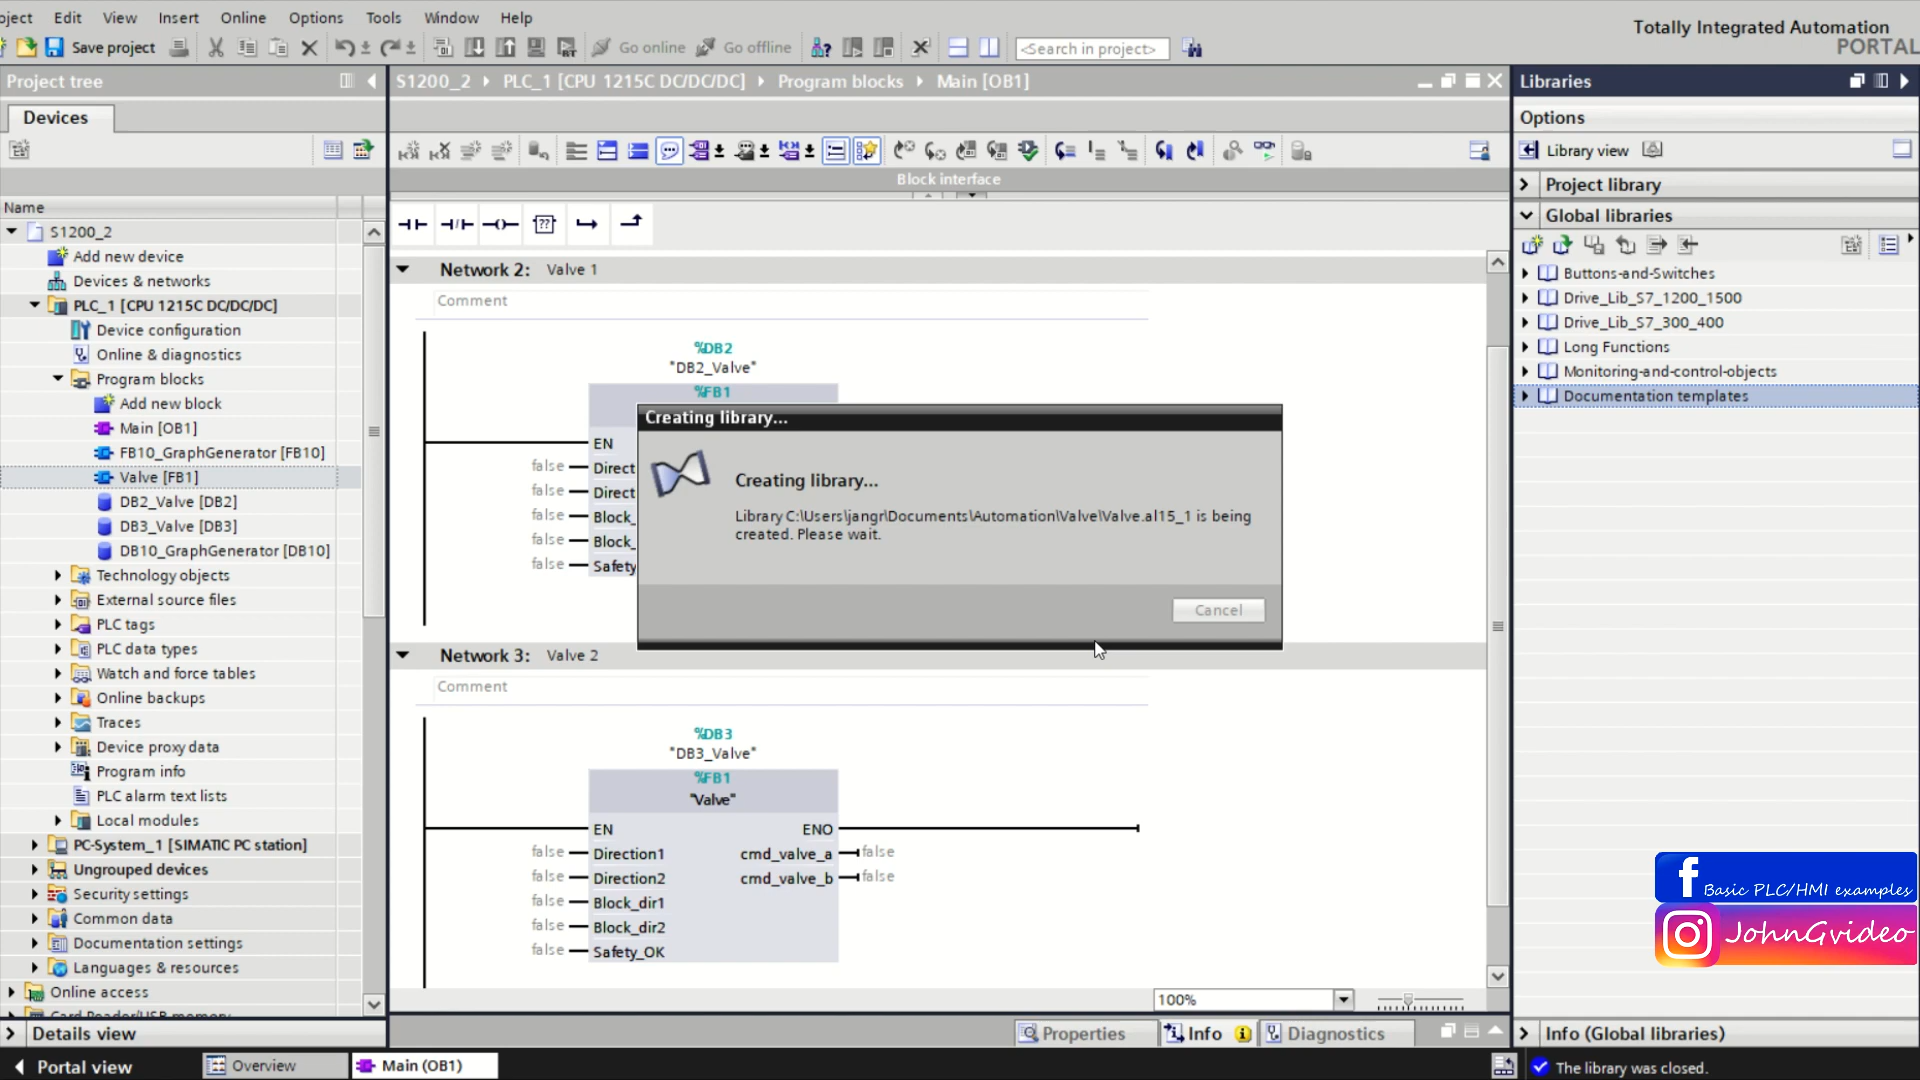 oject Edit View Insert Online Options Tools Window Help
Totally Integrated Automation
PORTAL
Save project Go online Go offline <Search in project>
Project tree
S1200_2 PLC_1 [CPU 1215C DC/DC/DC] Program blocks Main [OB1]
Libraries
Devices
Options
Library view
Block interface
Project library
Global libraries
Name
S1200_2
Add new device
Devices & networks
PLC_1 [CPU 1215C DC/DC/DC]
Device configuration
Online & diagnostics
Program blocks
Add new block
Main [OB1]
FB10_GraphGenerator [FB10]
Valve [FB1]
DB2_Valve [DB2]
DB3_Valve [DB3]
DB10_GraphGenerator [DB10]
Technology objects
External source files
PLC tags
PLC data types
Watch and force tables
Online backups
Traces
Device proxy data
Program info
PLC alarm text lists
Local modules
PC-System_1 [SIMATIC PC station]
Ungrouped devices
Security settings
Common data
Documentation settings
Languages & resources
Online access
Card Reader/USB memory
Details view
??
Network 2: Valve 1
Comment
%DB2
"DB2_Valve"
%FB1
EN
false Direct
false Direct
false Block_
false Block_
false Safety
Creating library...
Creating library...
Library C:\Users\jangr\Documents\Automation\Valve\Valve.al15_1 is being
created. Please wait.
Cancel
Network 3: Valve 2
Comment
%DB3
"DB3_Valve"
%FB1
"Valve"
EN ENO
false Direction1 cmd_valve_a false
false Direction2 cmd_valve_b false
false Block_dir1
false Block_dir2
false Safety_OK
100%
Properties Info Diagnostics
Buttons-and-Switches
Drive_Lib_S7_1200_1500
Drive_Lib_S7_300_400
Long Functions
Monitoring-and-control-objects
Documentation templates
f Basic PLC/HMI examples
JohnGvideo
Info (Global libraries)
Portal view Overview Main (OB1)
The library was closed.